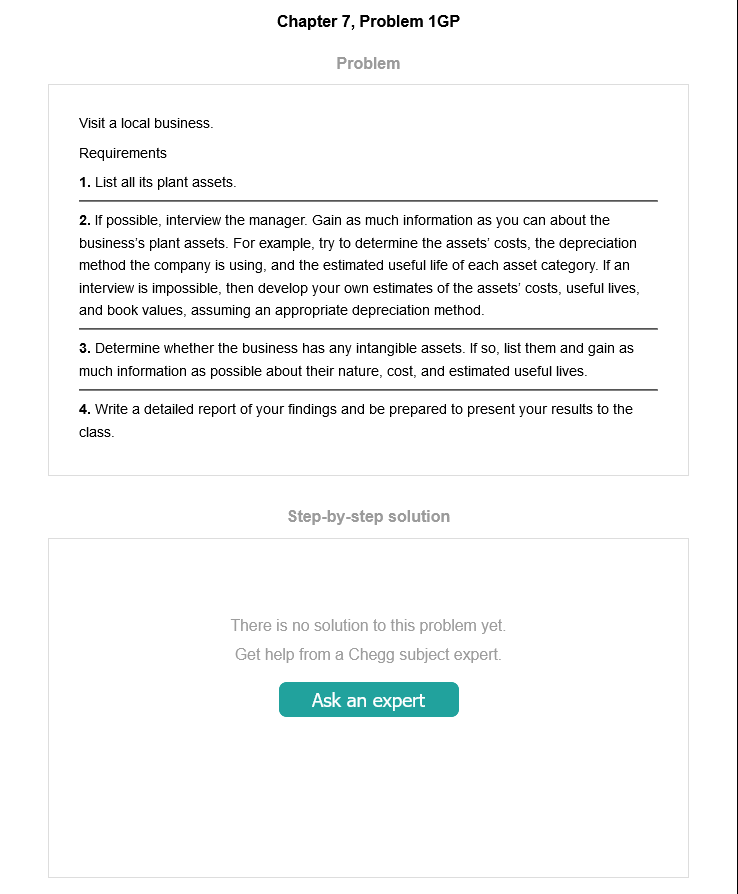 Chapter 7, Problem 1GP
Problem
Visit a local business.
Requirements
1. List all its plant assets.
2. If possible, interview the manager. Gain as much information as you can about the
business's plant assets. For example, try to determine the assets' costs, the depreciation
method the company is using, and the estimated useful life of each asset category. If an
interview is impossible, then develop your own estimates of the assets' costs, useful lives,
and book values, assuming an appropriate depreciation method.
3. Determine whether the business has any intangible assets. If so, list them and gain as
much information as possible about their nature, cost, and estimated useful lives.
4. Write a detailed report of your findings and be prepared to present your results to the
class.
Step-by-step solution
There is no solution to this problem yet.
Get help from a Chegg subject expert.
Ask an expert